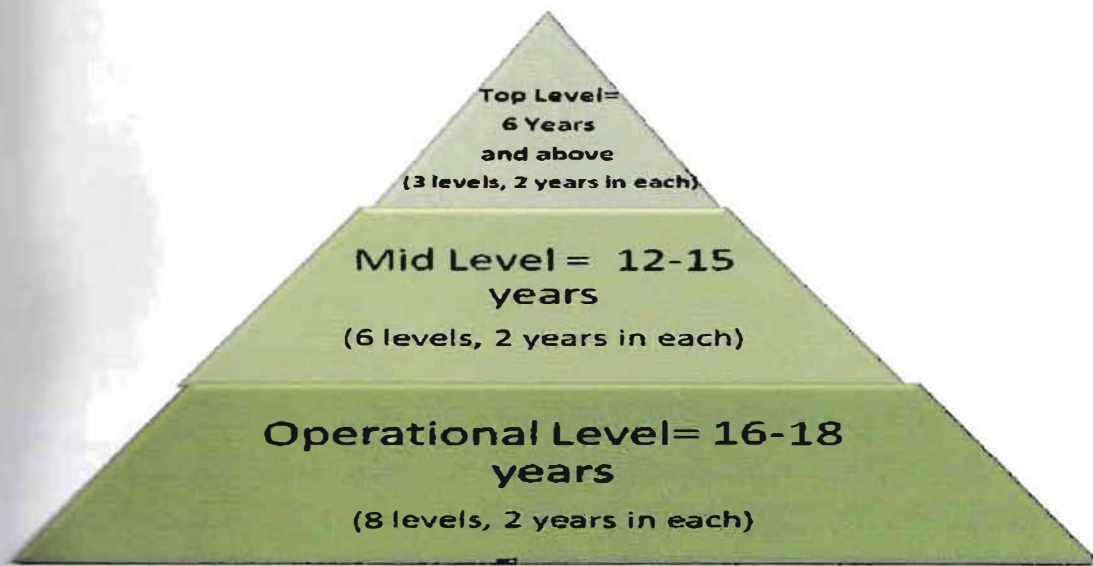 Top Level=
6 Years
and above
(3 levels, 2 years in each)
Mid Level = 12-15
years
(6 levels, 2 years in each)
Operational Level= 16-18
years
(8 levels, 2 years in each)